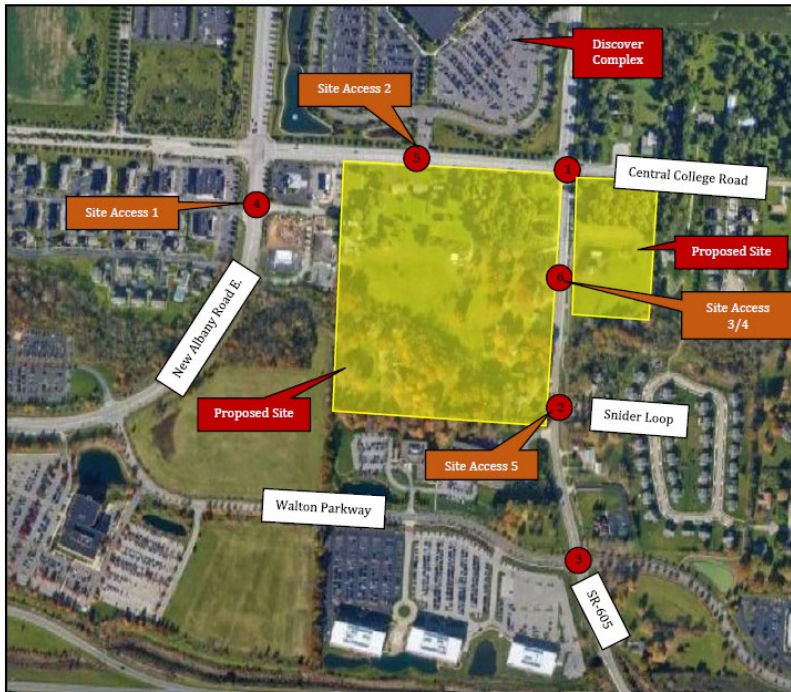 Discover
Complex
Site Access 2
5
1
Central College Road
Site Access 1
4
Proposed Site
6
Site Access
3/4
New Albany Road E.
Proposed Site
2
Snider Loop
Site Access 5
Walton Parkway
3
SR-605